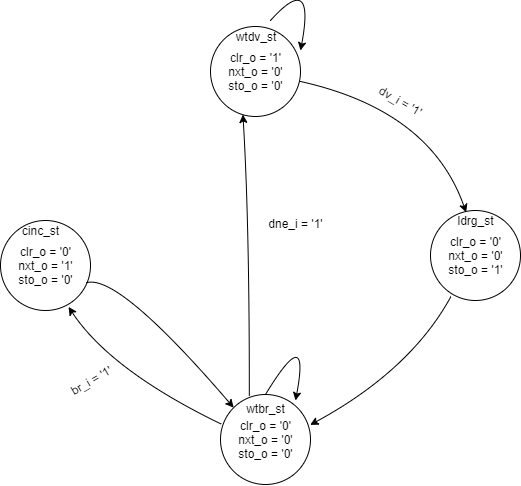 wtdv_st
clr_o = '1'
nxt_o = '0'
sto_o = '0'
dv_i = '1'
ldrg_st
clr_o = '0'
nxt_o = '0'
sto_o = '1'
dne_i = '1'
cinc_st
clr_o = '0'
nxt_o = '1'
sto_o = '0'
br_i = '1'
wtbr_st
clr_o = '0'
nxt_o = '0'
sto_o = '0'